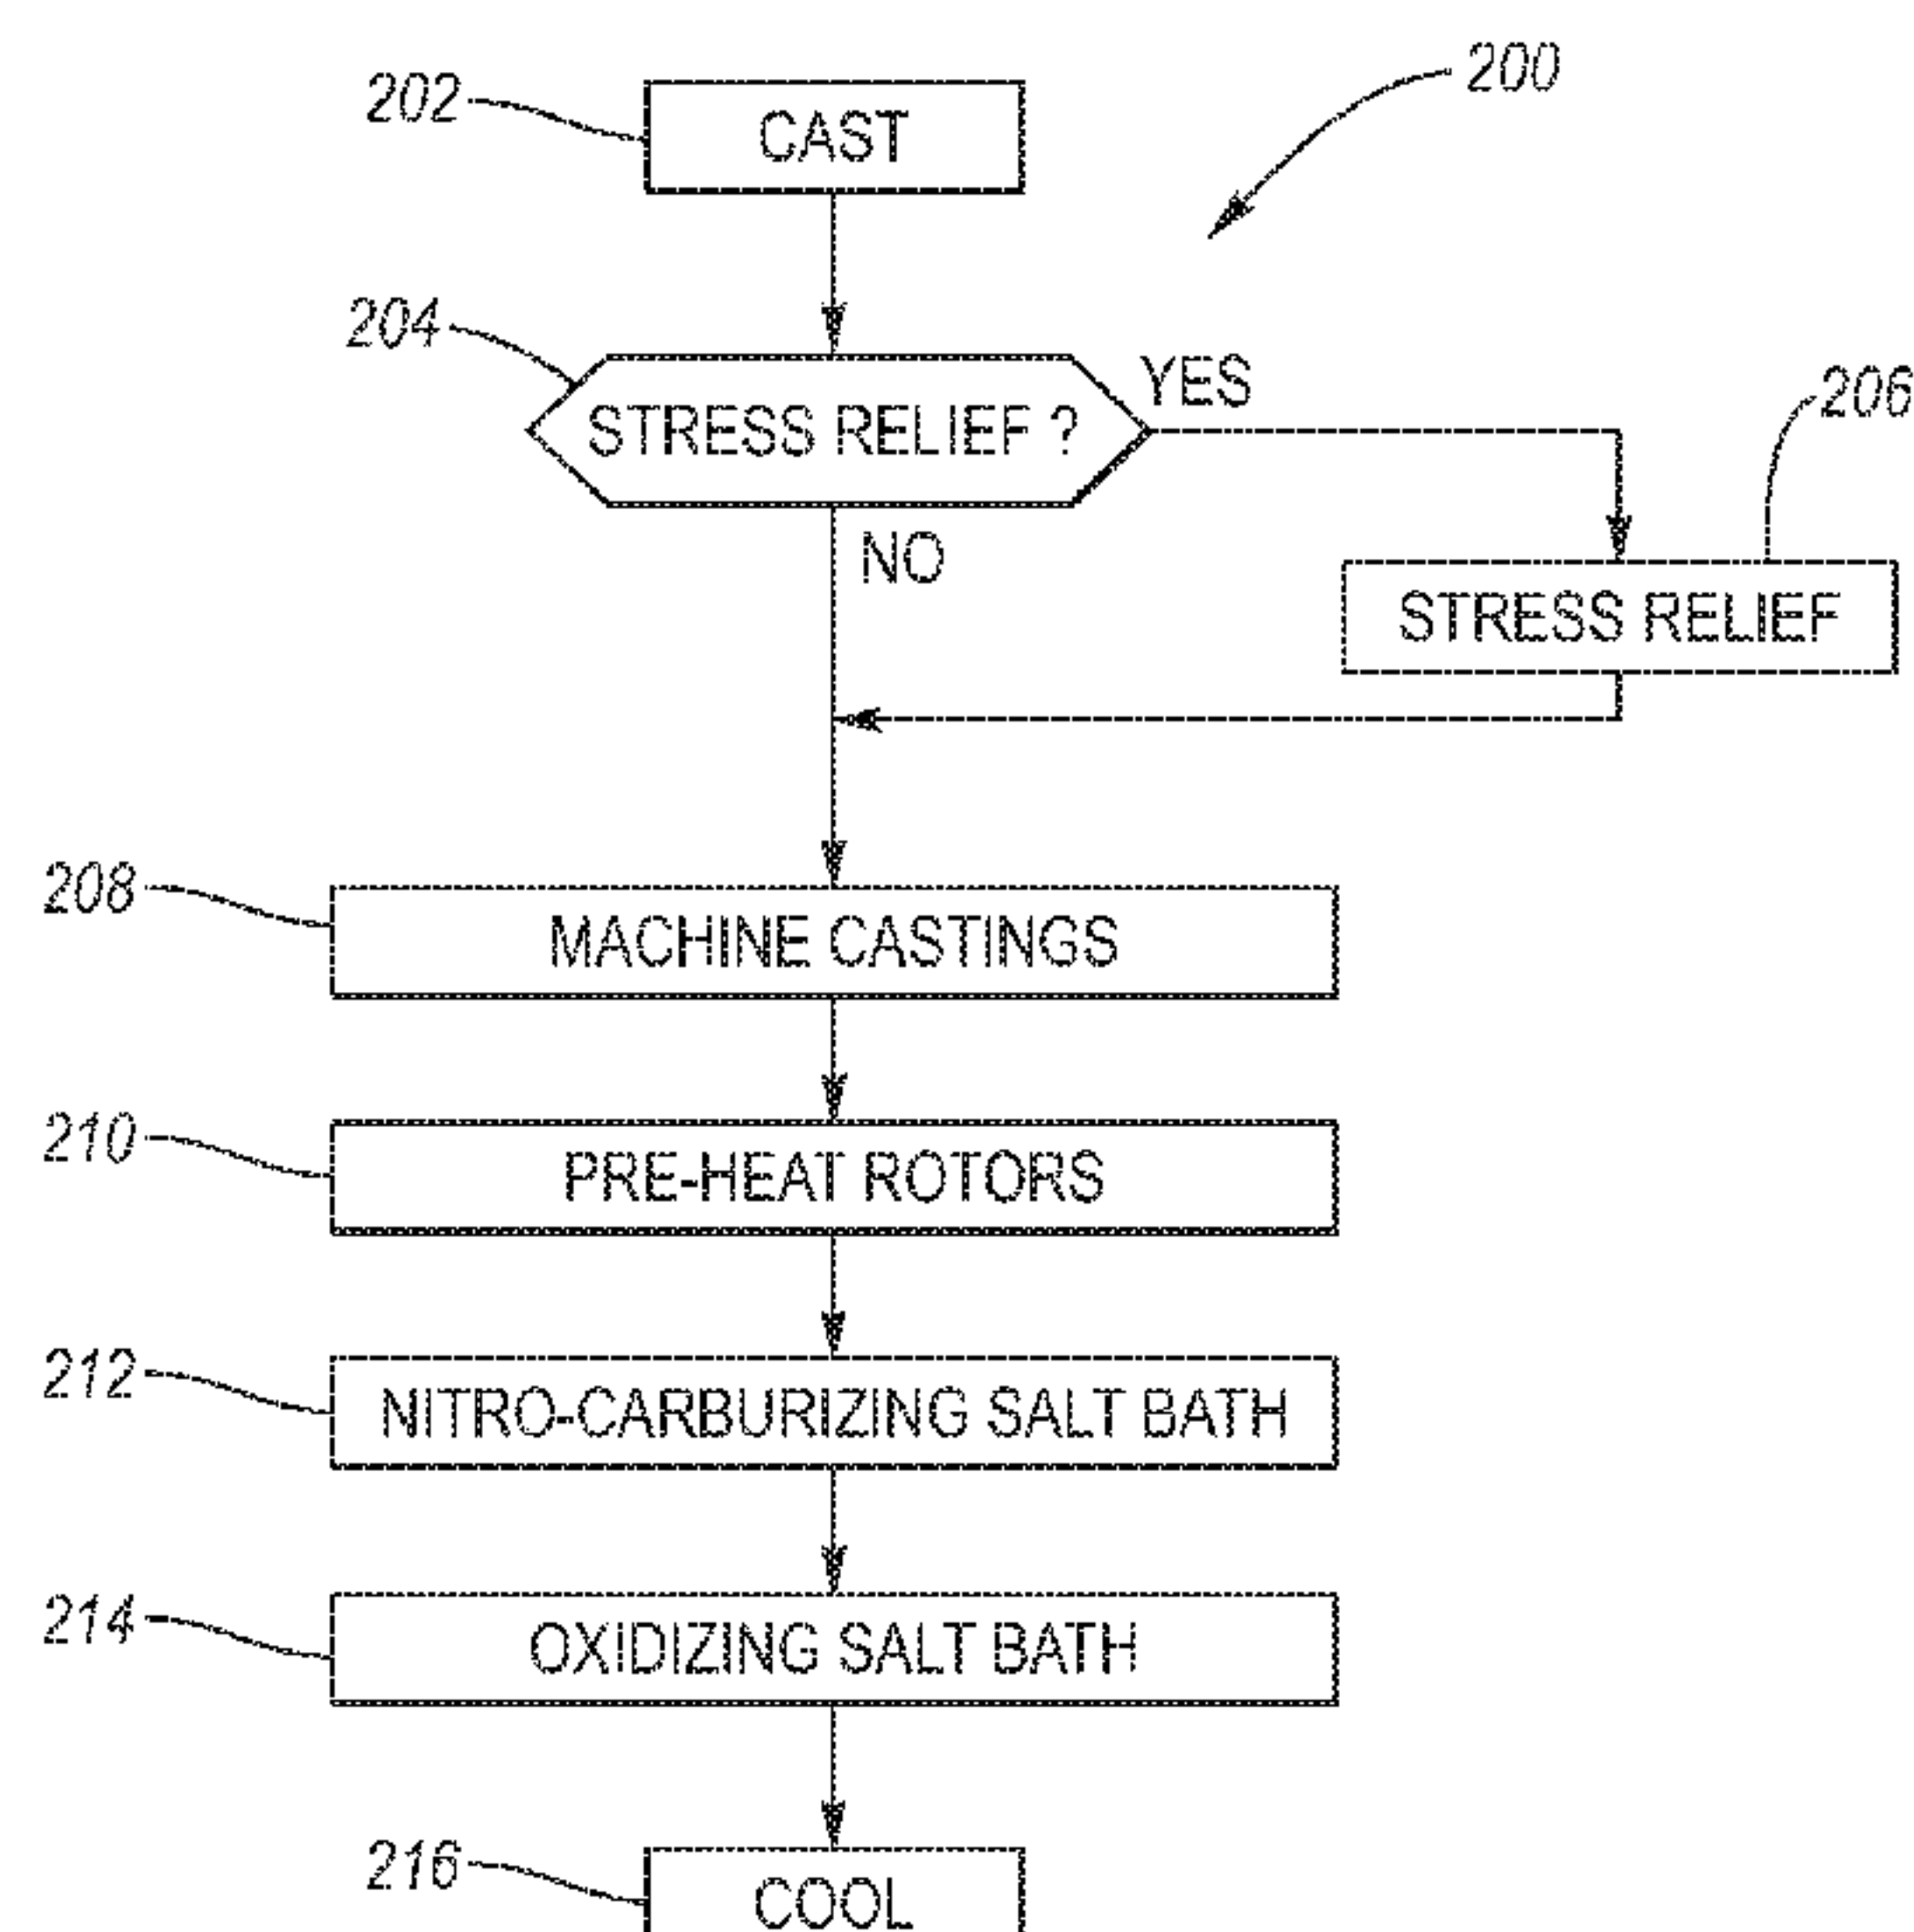 200
202
CAST
204
STRESS RELIEF ?
YES
206
NO
STRESS RELIEF
208
MACHINE CASTINGS
210
PRE-HEAT ROTORS
212
NITRO-CARBURIZING SALT BATH
214
OXIDIZING SALT BATH
216
COOL